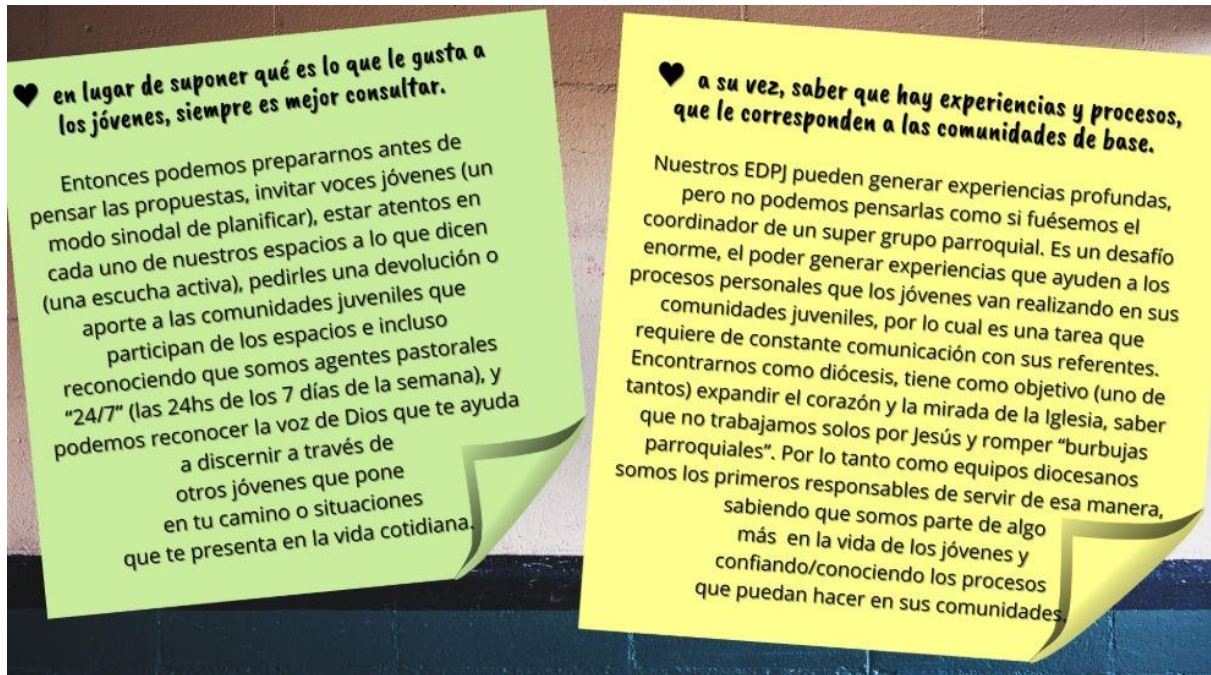 ♥ en lugar de suponer qué es lo que le gusta a
los jóvenes, siempre es mejor consultar.
Entonces podemos prepararnos antes de
pensar las propuestas, invitar voces jóvenes (un
modo sinodal de planificar), estar atentos en
cada uno de nuestros espacios a lo que dicen
(una escucha activa), pedirles una devolución o
aporte a las comunidades juveniles que
participan de los espacios e incluso
reconociendo que somos agentes pastorales
“24/7” (las 24hs de los 7 días de la semana), y
podemos reconocer la voz de Dios que te ayuda
a discernir a través de
otros jóvenes que pone
en tu camino o situaciones
que te presenta en la vida cotidiana.
♥ a su vez, saber que hay experiencias y procesos,
que le corresponden a las comunidades de base.
Nuestros EDPJ pueden generar experiencias profundas,
pero no podemos pensarlas como si fuésemos el
coordinador de un super grupo parroquial. Es un desafío
enorme, el poder generar experiencias que ayuden a los
procesos personales que los jóvenes van realizando en sus
comunidades juveniles, por lo cual es una tarea que
requiere de constante comunicación con sus referentes.
Encontrarnos como diócesis, tiene como objetivo (uno de
tantos) expandir el corazón y la mirada de la Iglesia, saber
que no trabajamos solos por Jesús y romper “burbujas
parroquiales”. Por lo tanto como equipos diocesanos
somos los primeros responsables de servir de esa manera,
sabiendo que somos parte de algo
más en la vida de los jóvenes y
confiando/conociendo los procesos
que puedan hacer en sus comunidades.